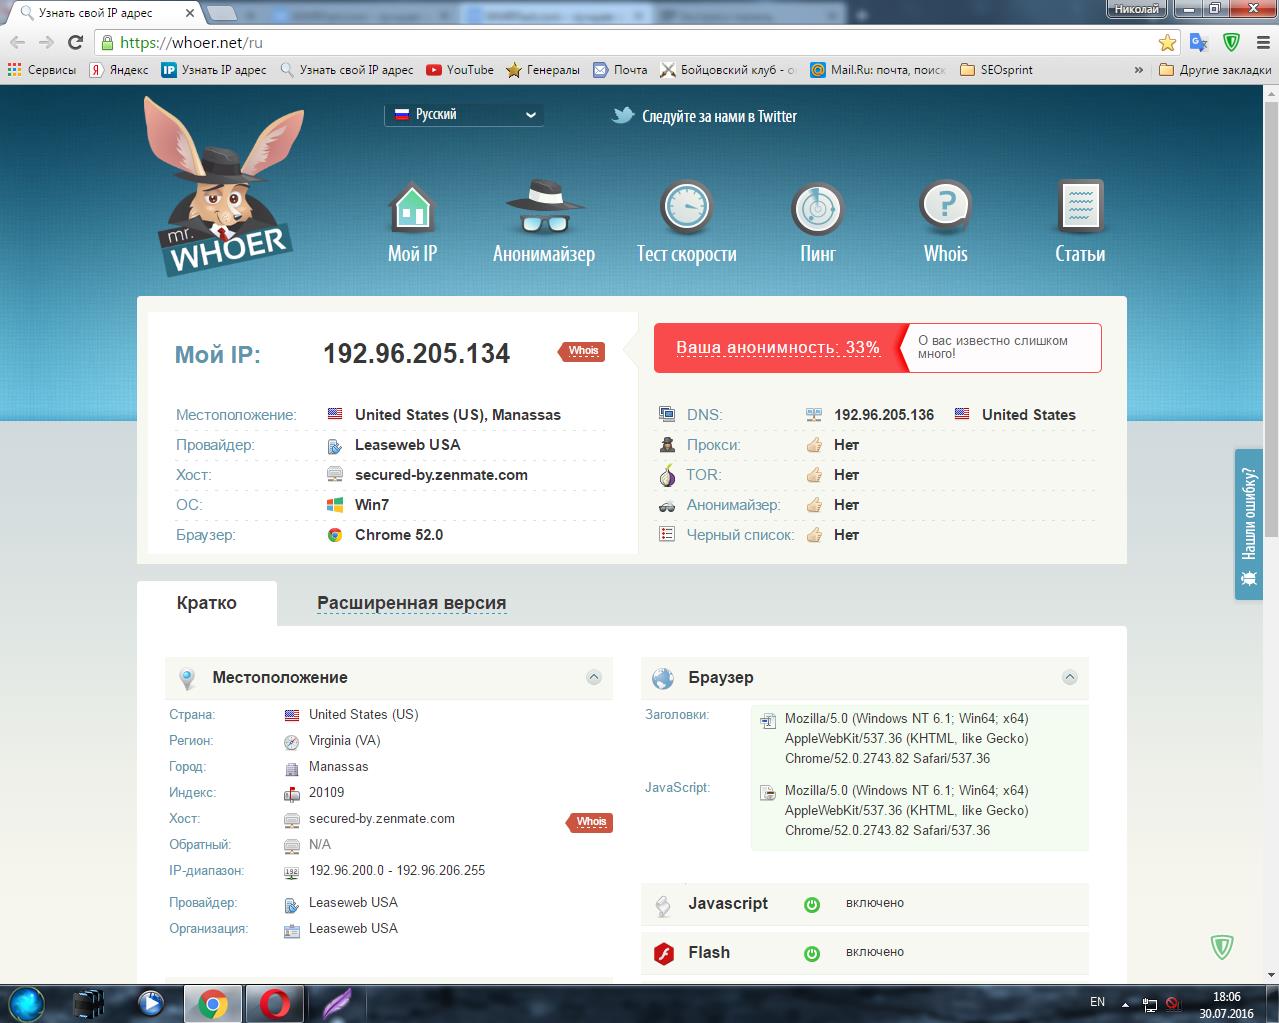 Узнать свой IP адрес
Николай
https://whoer.net/ru
Сервисы
Яндекс
Узнать IP адрес
Узнать свой IP адрес
YouTube
Генералы
Почта
Бойцовский клуб - о
Mail.Ru: почта, поиск
SEOsprint
»
Другие закладки
Русский
Следуйте за нами в Twitter
mr.
WHOER
Мой IP
Анонимайзер
Тест скорости
Пинг
Whois
Статьи
Мой IP:
192.96.205.134
Whois
Ваша анонимность: 33%
О вас известно слишком
много!
Местоположение:
United States (US), Manassas
Провайдер:
Leaseweb USA
Хост:
secured-by.zenmate.com
ОС:
Win7
Браузер:
Chrome 52.0
DNS:
192.96.205.136
United States
Прокси:
Нет
TOR:
Нет
Анонимайзер:
Нет
Черный список:
Нет
Нашли ошибку?
Кратко
Расширенная версия
Местоположение
Страна:
United States (US)
Регион:
Virginia (VA)
Город:
Manassas
Индекс:
20109
Хост:
secured-by.zenmate.com
Whois
Обратный:
N/A
IP-диапазон:
192.96.200.0 - 192.96.206.255
Провайдер:
Leaseweb USA
Организация:
Leaseweb USA
Браузер
Заголовки:
Mozilla/5.0 (Windows NT 6.1; Win64; x64)
AppleWebKit/537.36 (KHTML, like Gecko)
Chrome/52.0.2743.82 Safari/537.36
JavaScript:
Mozilla/5.0 (Windows NT 6.1; Win64; x64)
AppleWebKit/537.36 (KHTML, like Gecko)
Chrome/52.0.2743.82 Safari/537.36
Javascript
включено
Flash
включено
EN
18:06
30.07.2016